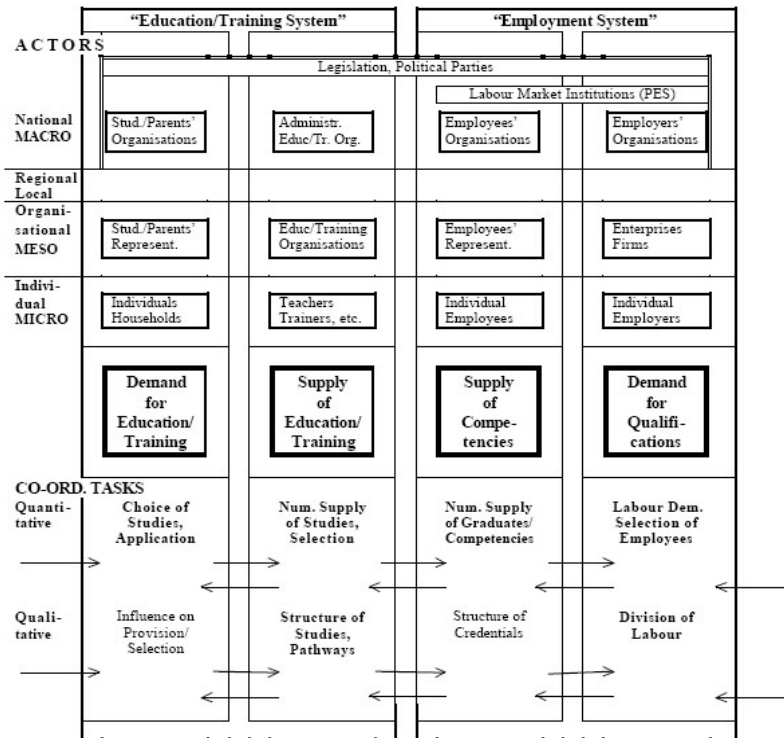 “Education/Training System”
“Employment System”
ACTORS
Legislation, Political Parties
Labour Market Institutions (PES)
National
MACRO
Stud./Parents’
Organisations
Administr.
Educ/Tr. Org.
Employees’
Organisations
Employers’
Organisations
Regional
Local
Organi-
sational
MESO
Stud./Parents’
Represent.
Educ/Training
Organisations
Employees’
Represent.
Enterprises
Firms
Indivi-
dual
MICRO
Individuals
Households
Teachers
Trainers, etc.
Individual
Employees
Individual
Employers
Demand
for
Education/
Training
Supply
of
Education/
Training
Supply
of
Compe-
tencies
Demand
for
Qualifi-
cations
CO-ORD. TASKS
Quanti-
tative
Choice of
Studies,
Application
Num. Supply
of Studies,
Selection
Num. Supply
of Graduates/
Competencies
Labour Dem.
Selection of
Employees
Quali-
tative
Influence on
Provision/
Selection
Structure of
Studies,
Pathways
Structure of
Credentials
Division of
Labour